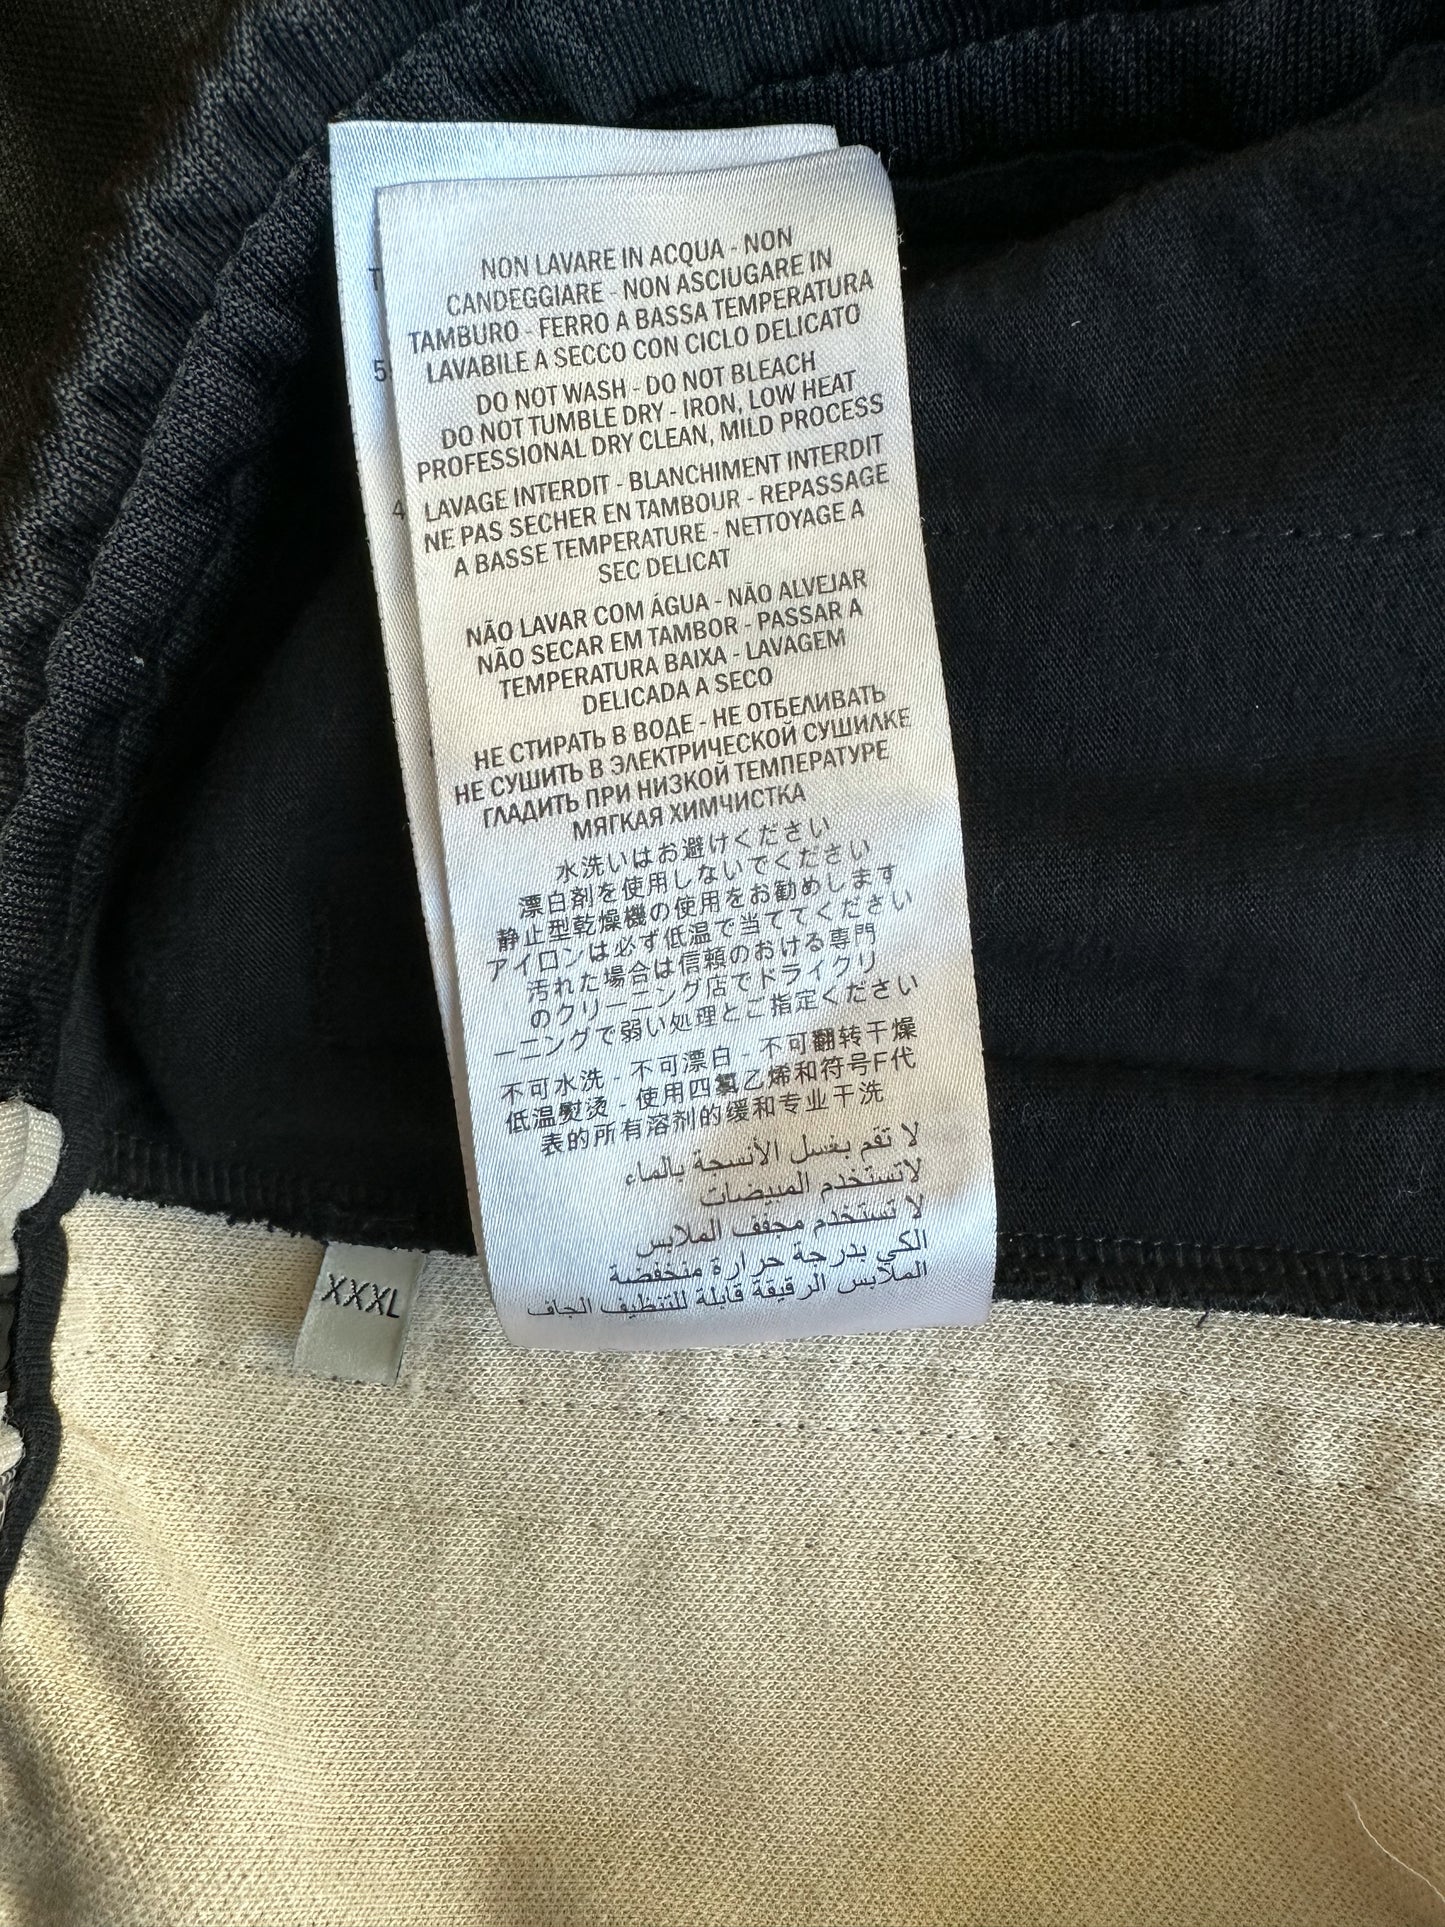 NON LAVARE IN ACQUA - NON
CANDEGGIARE - NON ASCIUGARE IN
TAMBURO - FERRO A BASSA TEMPERATURA
LAVABILE A SECCO CON CICLO DELICATO
DO NOT WASH - DO NOT BLEACH
DO NOT TUMBLE DRY - IRON, LOW HEAT
PROFESSIONAL DRY CLEAN, MILD PROCESS
LAVAGE INTERDIT - BLANCHIMENT INTERDIT
NE PAS SECHER EN TAMBOUR - REPASSAGE
A BASSE TEMPERATURE - NETTOYAGE A
SEC DELICAT
NÃO LAVAR COM ÁGUA - NÃO ALVEJAR
NÃO SECAR EM TAMBOR - PASSAR A
TEMPERATURA BAIXA - LAVAGEM
DELICADA A SECO
НЕ СТИРАТЬ В ВОДЕ - НЕ ОТБЕЛИВАТЬ
НЕ СУШИТЬ В ЭЛЕКТРИЧЕСКОЙ СУШИЛКЕ
ГЛАДИТЬ ПРИ НИЗКОЙ ТЕМПЕРАТУРЕ
МЯГКАЯ ХИМЧИСТКА
水洗いはお避けください
漂白剤を使用しないでください
静止型乾燥機の使用をお勧めします
アイロンは必ず低温で当ててください
汚れた場合は信頼のおける専門
のクリーニング店でドライクリ
ーニングで弱い処理とご指定ください
不可水洗 - 不可漂白 - 不可翻转干燥
低温熨烫 - 使用四氯乙烯和符号F代
表的所有溶剂的缓和专业干洗
لا تقم بغسل الأنسجة بالماء
لاتستخدم المبيضات
لا تستخدم مجفف الملابس
الكي بدرجة حرارة منخفضة
الملابس الرقيقة قابلة للتنظيف الجاف
XXXL